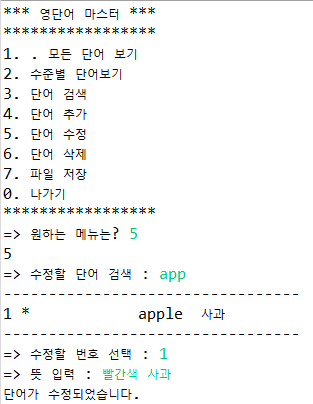 *** 영단어 마스터 ***
*****************
1. . 모든 단어 보기
2. 수준별 단어보기
3. 단어 검색
4. 단어 추가
5. 단어 수정
6. 단어 삭제
7. 파일 저장
0. 나가기
*****************
=> 원하는 메뉴는? 5
5
=> 수정할 단어 검색 : app
--------------------------------
1 *            apple  사과
--------------------------------
=> 수정할 번호 선택 : 1
=> 뜻 입력 : 빨간색 사과
단어가 수정되었습니다.